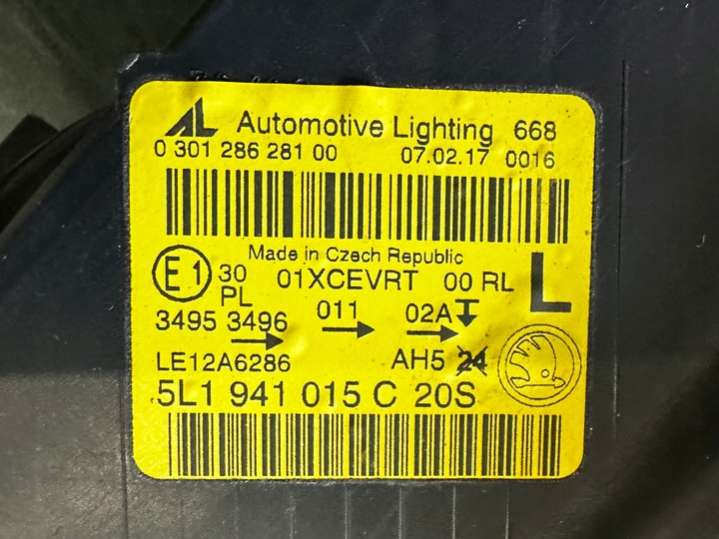 AL Automotive Lighting 668
0 301 286 281 00 07.02.17 0016
Made in Czech Republic
E1 30 01XCEVRT 00 RL L
PL 011 02A
3495 3496
LE12A6286 AH5 24
5L1 941 015 C 20S